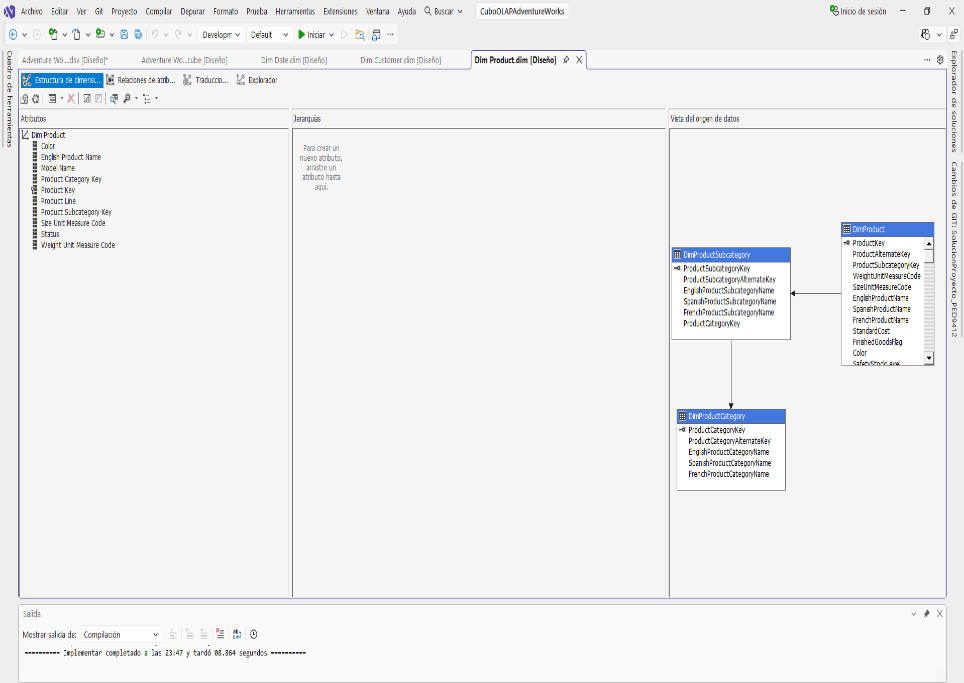 Archivo Editar Ver Git Proyecto Compilar Depurar Formato Prueba Herramientas Extensiones Ventana Ayuda Buscar CuboOLAPAdventureWorks Inicio de sesión
Developm Default Iniciar
Adventure Wo....dsv [Diseño]* Adventure Wo...cube [Diseño] Dim Date.dim [Diseño] Dim Customer.dim [Diseño] Dim Product.dim [Diseño]
Estructura de dimensi... Relaciones de atrib... Traduccio... Explorador
Cuadro de herramientas
Atributos
Dim Product
Color
English Product Name
Model Name
Product Category Key
Product Key
Product Line
Product Subcategory Key
Size Unit Measure Code
Status
Weight Unit Measure Code
Jerarquías
Para crear un
nuevo atributo,
arrastre un
atributo hasta
aquí.
Vista del origen de datos
DimProductSubcategory
ProductSubcategoryKey
ProductSubcategoryAlternateKey
EnglishProductSubcategoryName
SpanishProductSubcategoryName
FrenchProductSubcategoryName
ProductCategoryKey
DimProduct
ProductKey
ProductAlternateKey
ProductSubcategoryKey
WeightUnitMeasureCode
SizeUnitMeasureCode
EnglishProductName
SpanishProductName
FrenchProductName
StandardCost
FinishedGoodsFlag
Color
SafetyStockLevel
DimProductCategory
ProductCategoryKey
ProductCategoryAlternateKey
EnglishProductCategoryName
SpanishProductCategoryName
FrenchProductCategoryName
Explorador de soluciones
Cambios de GIT: SolucionProyecto_PED9412
Salida
Mostrar salida de: Compilación
========== Implementar completado a las 23:47 y tardó 08.864 segundos ==========